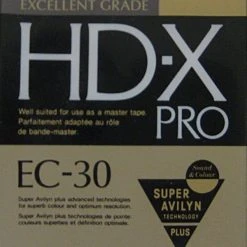 EXCELLENT GRADE
HD·X
PRO
Well suited for use as a master tape.
Parfaitement adaptée au rôle
de bande-master.
EC-30
Super Avilyn plus advanced technologies
for superb colour and optimum resolution.
Super Avilyn plus technologies de pointe
couleurs superbes et définition optimale.
Sound
& Colour
SUPER
AVILYN
TECHNOLOGY
PLUS